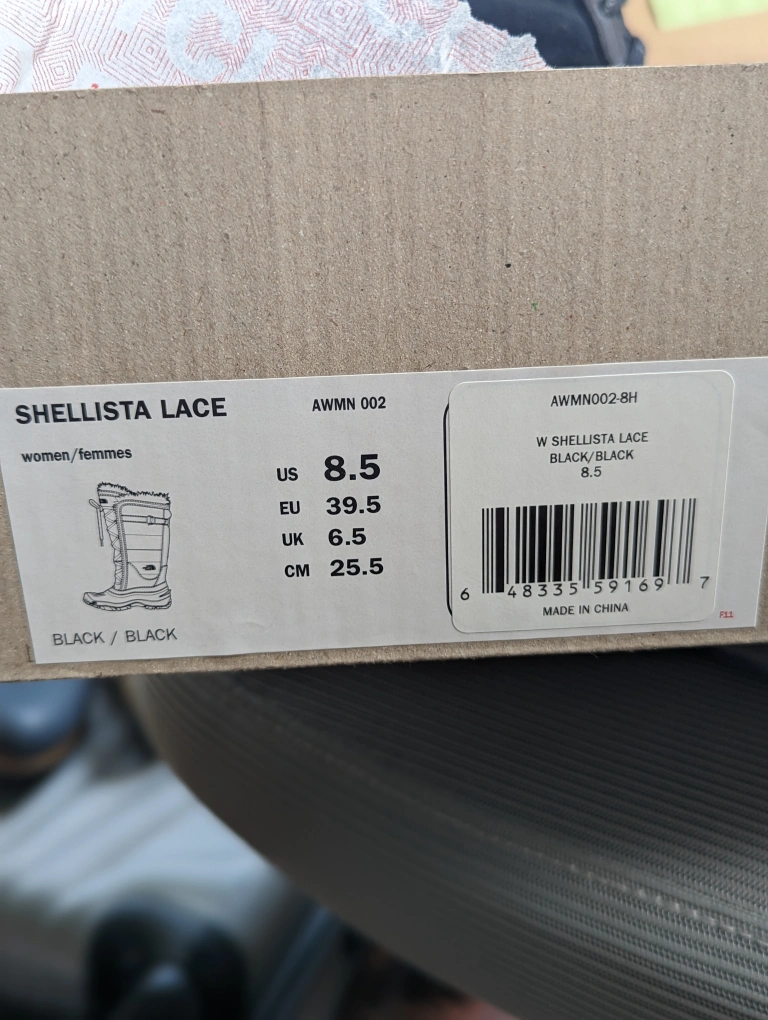 SHELLISTA LACE
AWMN 002
women/femmes
US 8.5
EU 39.5
UK 6.5
CM 25.5
BLACK / BLACK
AWMN002-8H
W SHELLISTA LACE
BLACK/BLACK
8.5
6 48335 59169 7
MADE IN CHINA
F11